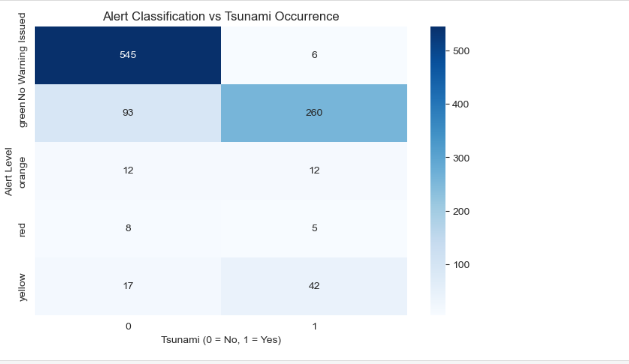 Alert Classification vs Tsunami Occurrence
No Warning Issued
545
6
green
93
260
Alert Level
orange
12
12
red
8
5
yellow
17
42
0
1
Tsunami (0 = No, 1 = Yes)
500
400
300
200
100